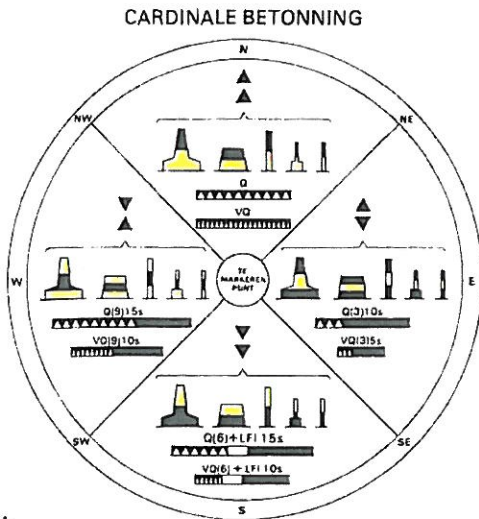 CARDINALE BETONNING
N
NW
NE
Q
VQ
W
TE
MARKEREN
PUNT
E
Q(9)15s
VQ(9)10s
Q(3)10s
VQ(3)5s
Q(6)+LFl 15s
VQ(6)+LFl 10s
SW
SE
S